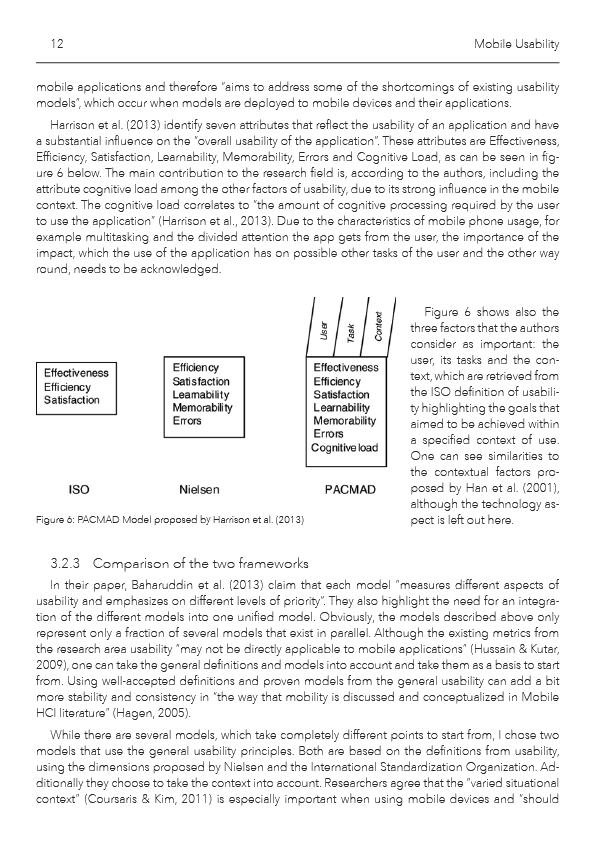 12
Mobile Usability
mobile applications and therefore "aims to address some of the shortcomings of existing usability
models", which occur when models are deployed to mobile devices and their applications.
Harrison et al. (2013) identify seven attributes that reflect the usability of an application and have
a substantial influence on the "overall usability of the application". These attributes are Effectiveness,
Efficiency, Satisfaction, Learnability, Memorability, Errors and Cognitive Load, as can be seen in fig-
ure 6 below. The main contribution to the research field is, according to the authors, including the
attribute cognitive load among the other factors of usability, due to its strong influence in the mobile
context. The cognitive load correlates to "the amount of cognitive processing required by the user
to use the application" (Harrison et al., 2013). Due to the characteristics of mobile phone usage, for
example multitasking and the divided attention the app gets from the user, the importance of the
impact, which the use of the application has on possible other tasks of the user and the other way
round, needs to be acknowledged.
Effectiveness
Efficiency
Satisfaction
ISO
Efficiency
Satisfaction
Learnability
Memorability
Errors
Nielsen
User
Task
Context
Effectiveness
Efficiency
Satisfaction
Learnability
Memorability
Errors
Cognitive load
PACMAD
Figure 6: PACMAD Model proposed by Harrison et al. (2013)
Figure 6 shows also the
three factors that the authors
consider as important: the
user, its tasks and the con-
text, which are retrieved from
the ISO definition of usabili-
ty highlighting the goals that
aimed to be achieved within
a specified context of use.
One can see similarities to
the contextual factors pro-
posed by Han et al. (2001),
although the technology as-
pect is left out here.
3.2.3 Comparison of the two frameworks
In their paper, Baharuddin et al. (2013) claim that each model "measures different aspects of
usability and emphasizes on different levels of priority". They also highlight the need for an integra-
tion of the different models into one unified model. Obviously, the models described above only
represent only a fraction of several models that exist in parallel. Although the existing metrics from
the research area usability "may not be directly applicable to mobile applications" (Hussain & Kutar,
2009), one can take the general definitions and models into account and take them as a basis to start
from. Using well-accepted definitions and proven models from the general usability can add a bit
more stability and consistency in "the way that mobility is discussed and conceptualized in Mobile
HCI literature" (Hagen, 2005).
While there are several models, which take completely different points to start from, I chose two
models that use the general usability principles. Both are based on the definitions from usability,
using the dimensions proposed by Nielsen and the International Standardization Organization. Ad-
ditionally they choose to take the context into account. Researchers agree that the "varied situational
context" (Coursaris & Kim, 2011) is especially important when using mobile devices and "should